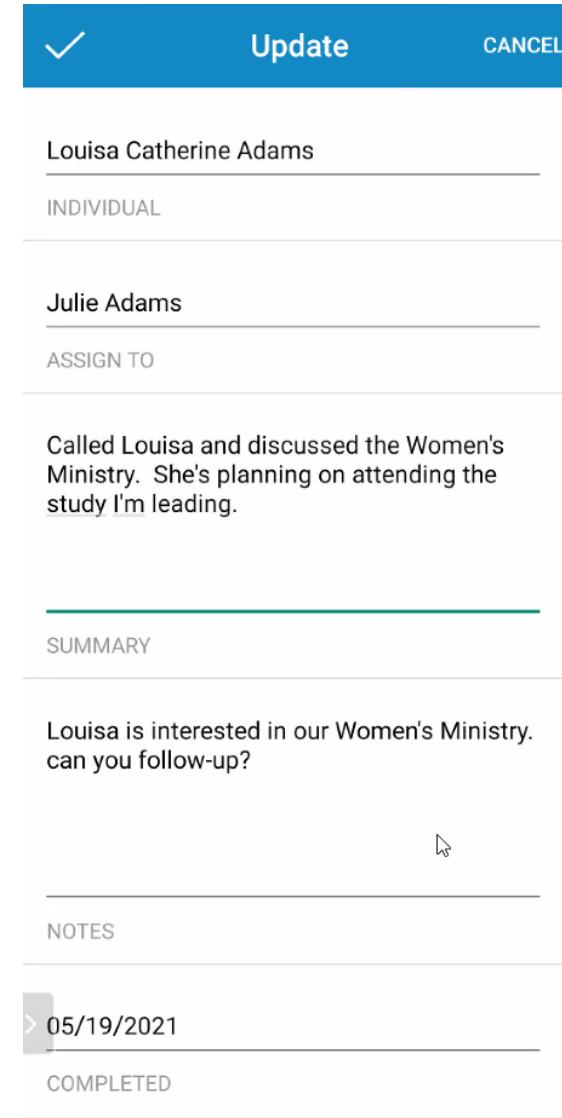 Update CANCEL
Louisa Catherine Adams
INDIVIDUAL
Julie Adams
ASSIGN TO
Called Louisa and discussed the Women's
Ministry.  She's planning on attending the
study I'm leading.
SUMMARY
Louisa is interested in our Women's Ministry.
can you follow-up?
NOTES
05/19/2021
COMPLETED